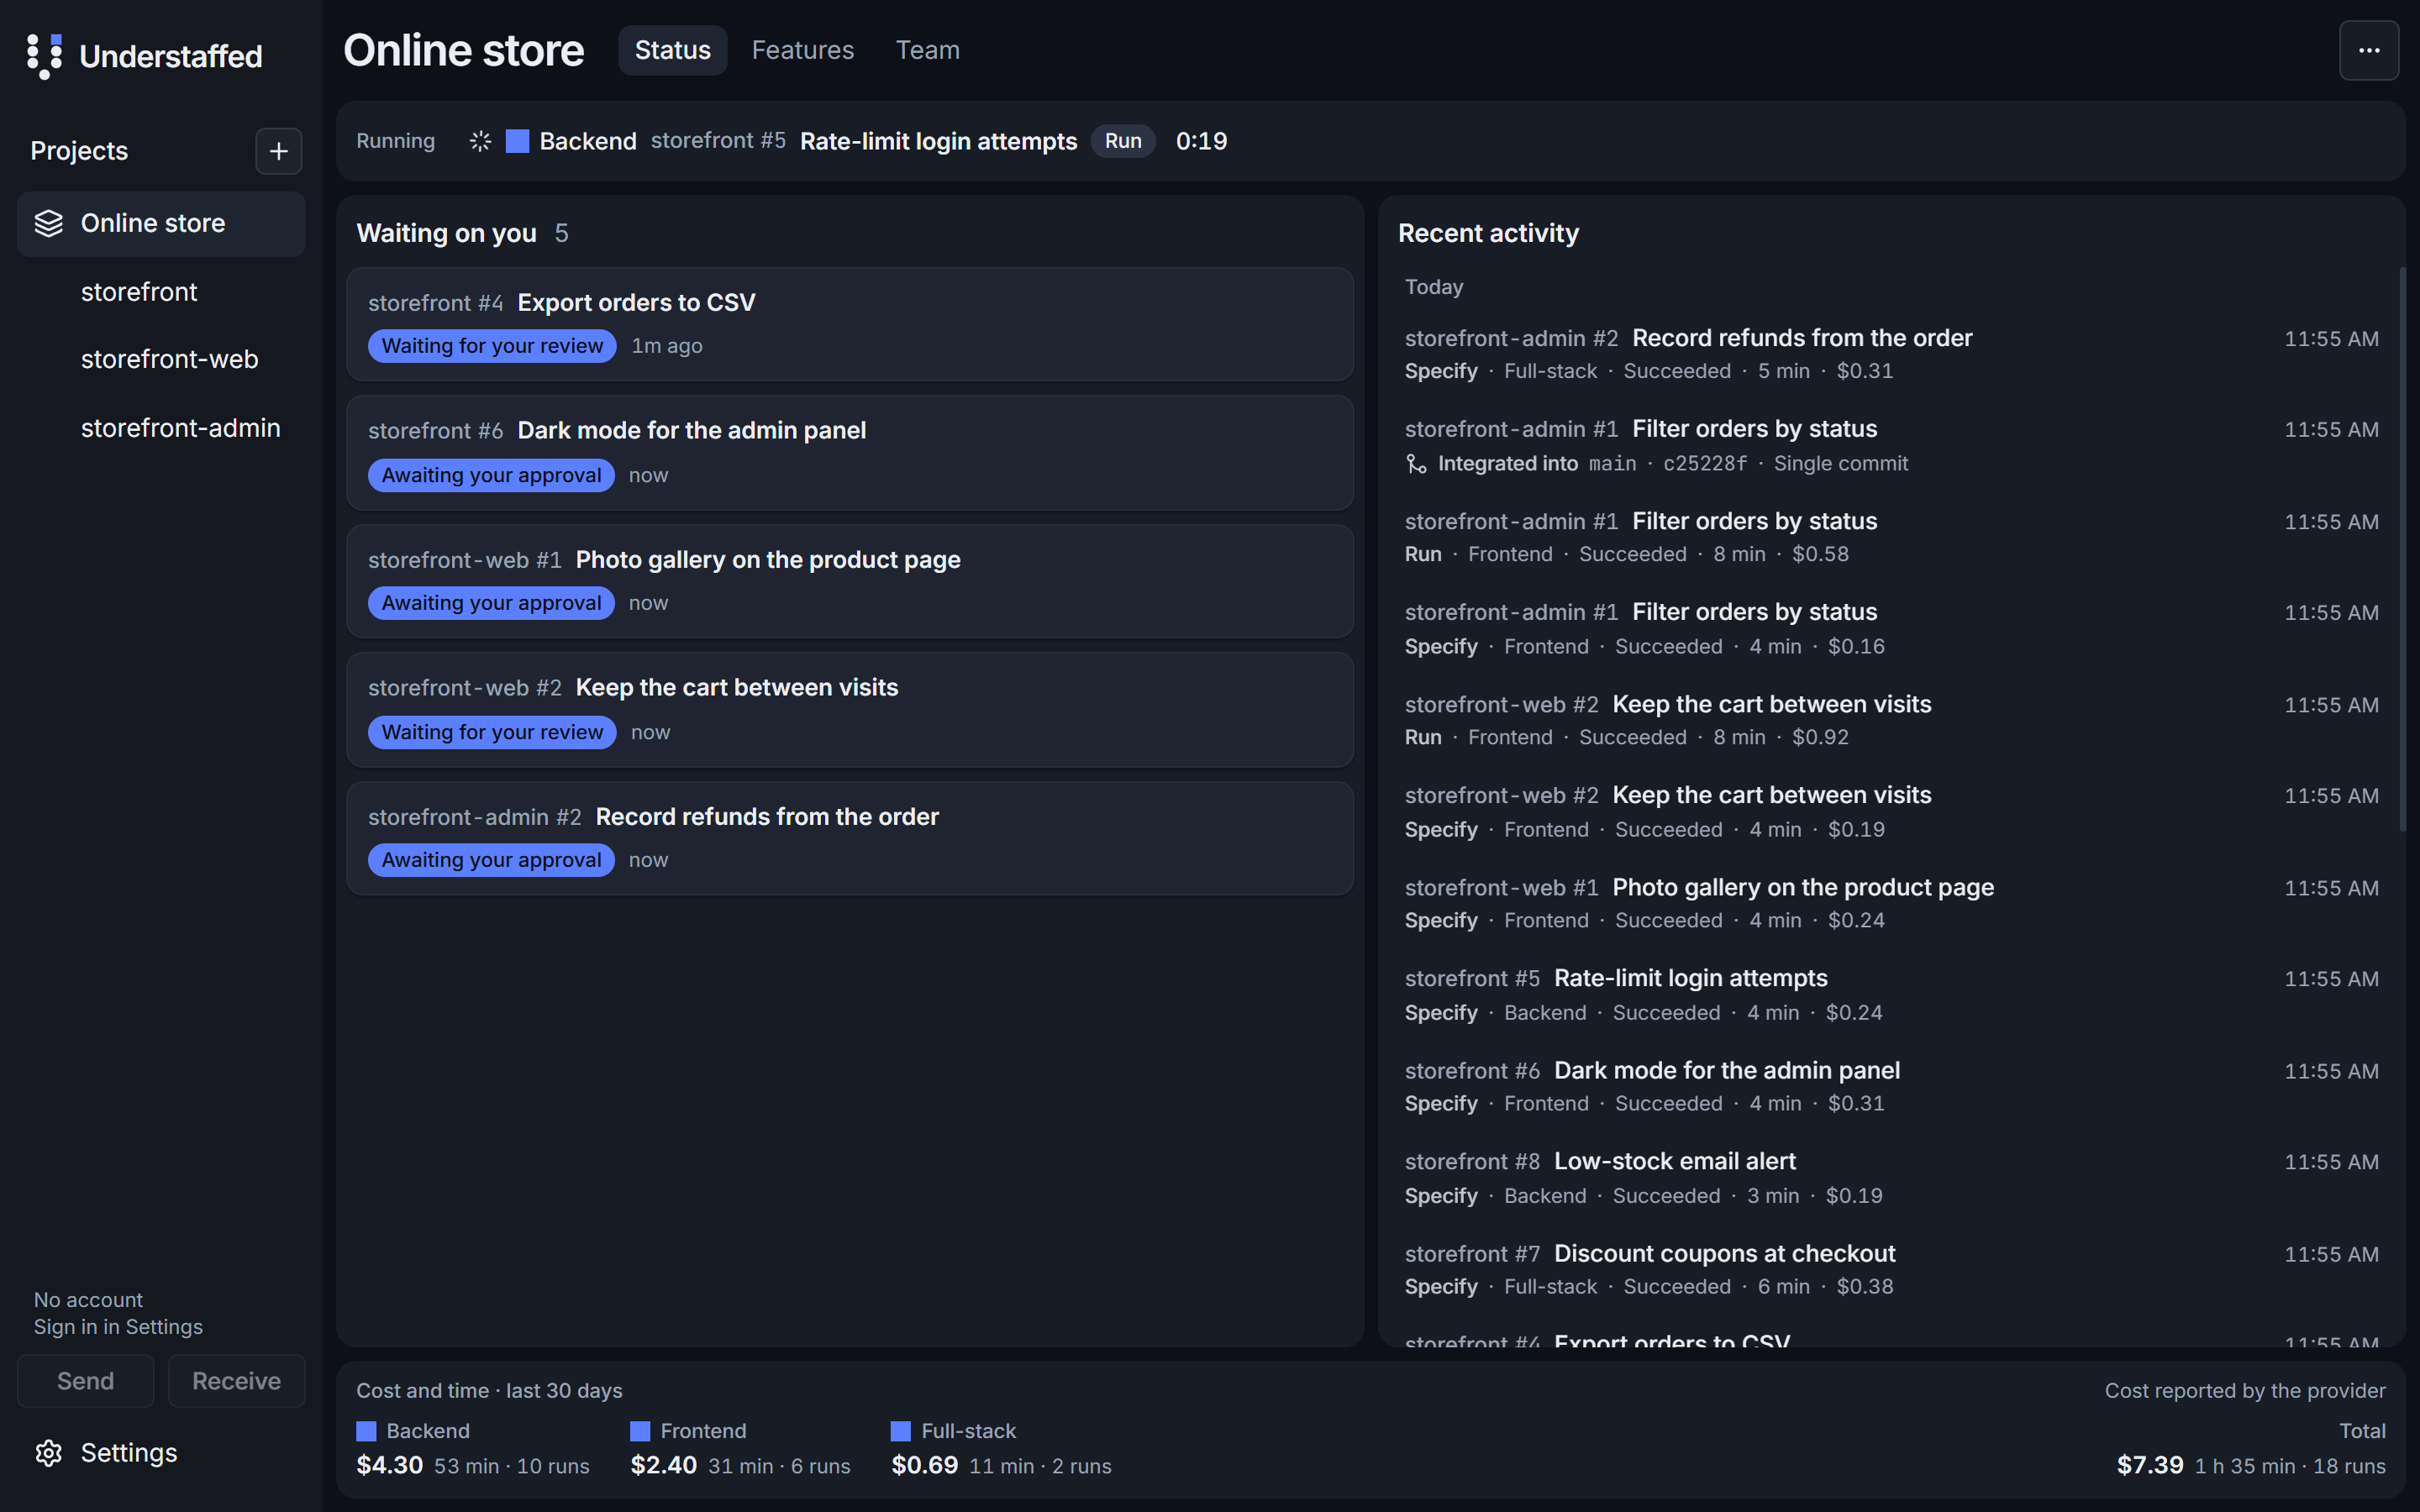 Understaffed
Projects
Online store
storefront
storefront-web
storefront-admin
No account
Sign in in Settings
Send Receive
Settings
Online store Status Features Team
Running Backend storefront #5 Rate-limit login attempts Run 0:19
Waiting on you 5
storefront #4 Export orders to CSV
Waiting for your review 1m ago
storefront #6 Dark mode for the admin panel
Awaiting your approval now
storefront-web #1 Photo gallery on the product page
Awaiting your approval now
storefront-web #2 Keep the cart between visits
Waiting for your review now
storefront-admin #2 Record refunds from the order
Awaiting your approval now
Recent activity
Today
storefront-admin #2 Record refunds from the order 11:55 AM
Specify · Full-stack · Succeeded · 5 min · $0.31
storefront-admin #1 Filter orders by status 11:55 AM
Integrated into main · c25228f · Single commit
storefront-admin #1 Filter orders by status 11:55 AM
Run · Frontend · Succeeded · 8 min · $0.58
storefront-admin #1 Filter orders by status 11:55 AM
Specify · Frontend · Succeeded · 4 min · $0.16
storefront-web #2 Keep the cart between visits 11:55 AM
Run · Frontend · Succeeded · 8 min · $0.92
storefront-web #2 Keep the cart between visits 11:55 AM
Specify · Frontend · Succeeded · 4 min · $0.19
storefront-web #1 Photo gallery on the product page 11:55 AM
Specify · Frontend · Succeeded · 4 min · $0.24
storefront #5 Rate-limit login attempts 11:55 AM
Specify · Backend · Succeeded · 4 min · $0.24
storefront #6 Dark mode for the admin panel 11:55 AM
Specify · Frontend · Succeeded · 4 min · $0.31
storefront #8 Low-stock email alert 11:55 AM
Specify · Backend · Succeeded · 3 min · $0.19
storefront #7 Discount coupons at checkout 11:55 AM
Specify · Full-stack · Succeeded · 6 min · $0.38
storefront #4 Export orders to CSV 11:55 AM
Cost and time · last 30 days Cost reported by the provider
Backend Frontend Full-stack Total
$4.30 53 min · 10 runs $2.40 31 min · 6 runs $0.69 11 min · 2 runs $7.39 1 h 35 min · 18 runs